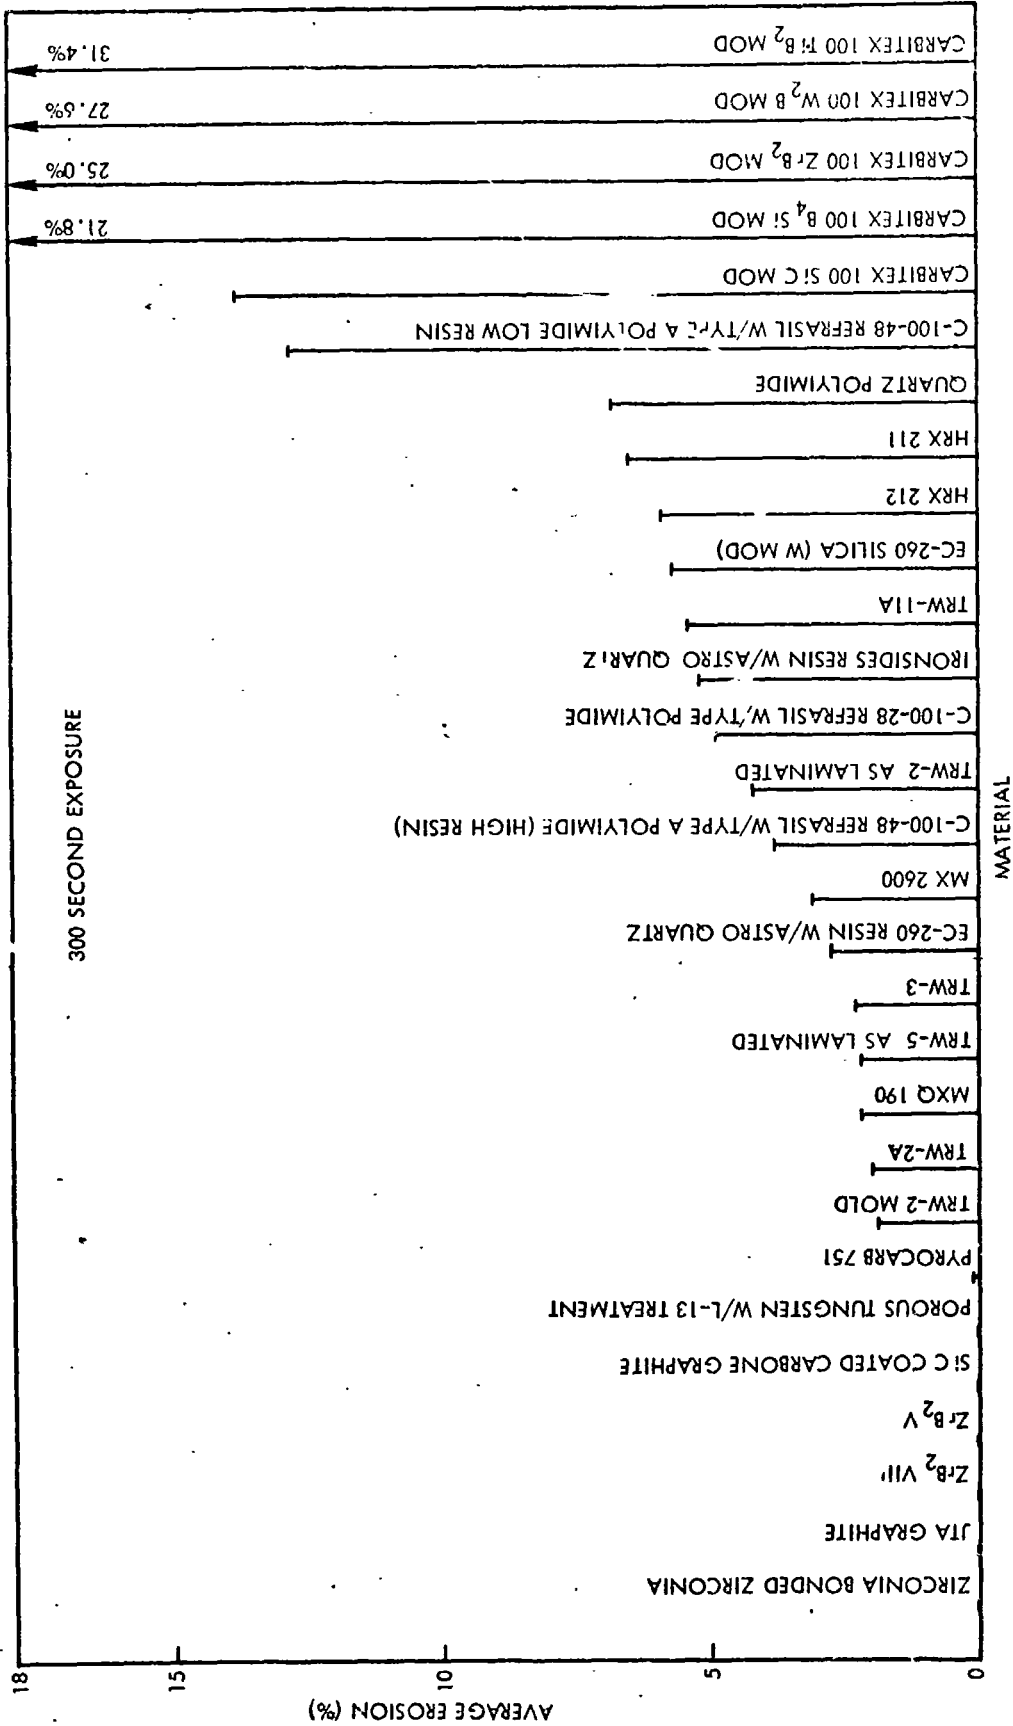 300 SECOND EXPOSURE
AVERAGE EROSION (%)
18
15
10
5
0
ZIRCONIA BONDED ZIRCONIA
JTA GRAPHITE
ZrB2 VIII
ZrB2 V
SiC COATED CARBONE GRAPHITE
POROUS TUNGSTEN W/L-13 TREATMENT
PYROCARB 751
TRW-2 MOLD
TRW-2A
MXQ 190
TRW-5 AS LAMINATED
TRW-3
EC-260 RESIN W/ASTRO QUARTZ
MX 2600
C-100-48 REFRASIL W/TYPE A POLYIMIDE (HIGH RESIN)
TRW-2 AS LAMINATED
C-100-28 REFRASIL W/TYPE POLYIMIDE
IRONSIDES RESIN W/ASTRO QUARTZ
TRW-11A
EC-260 SILICA (W MOD)
HRX 212
HRX 211
QUARTZ POLYIMIDE
C-100-48 REFRASIL W/TYPE A POLYIMIDE LOW RESIN
CARBITEX 100 SiC MOD
CARBITEX 100 B4Si MOD
21.8%
CARBITEX 100 ZrB2 MOD
25.0%
CARBITEX 100 W2B MOD
CARBITEX 100 TiB2 MOD
31.4%
MATERIAL